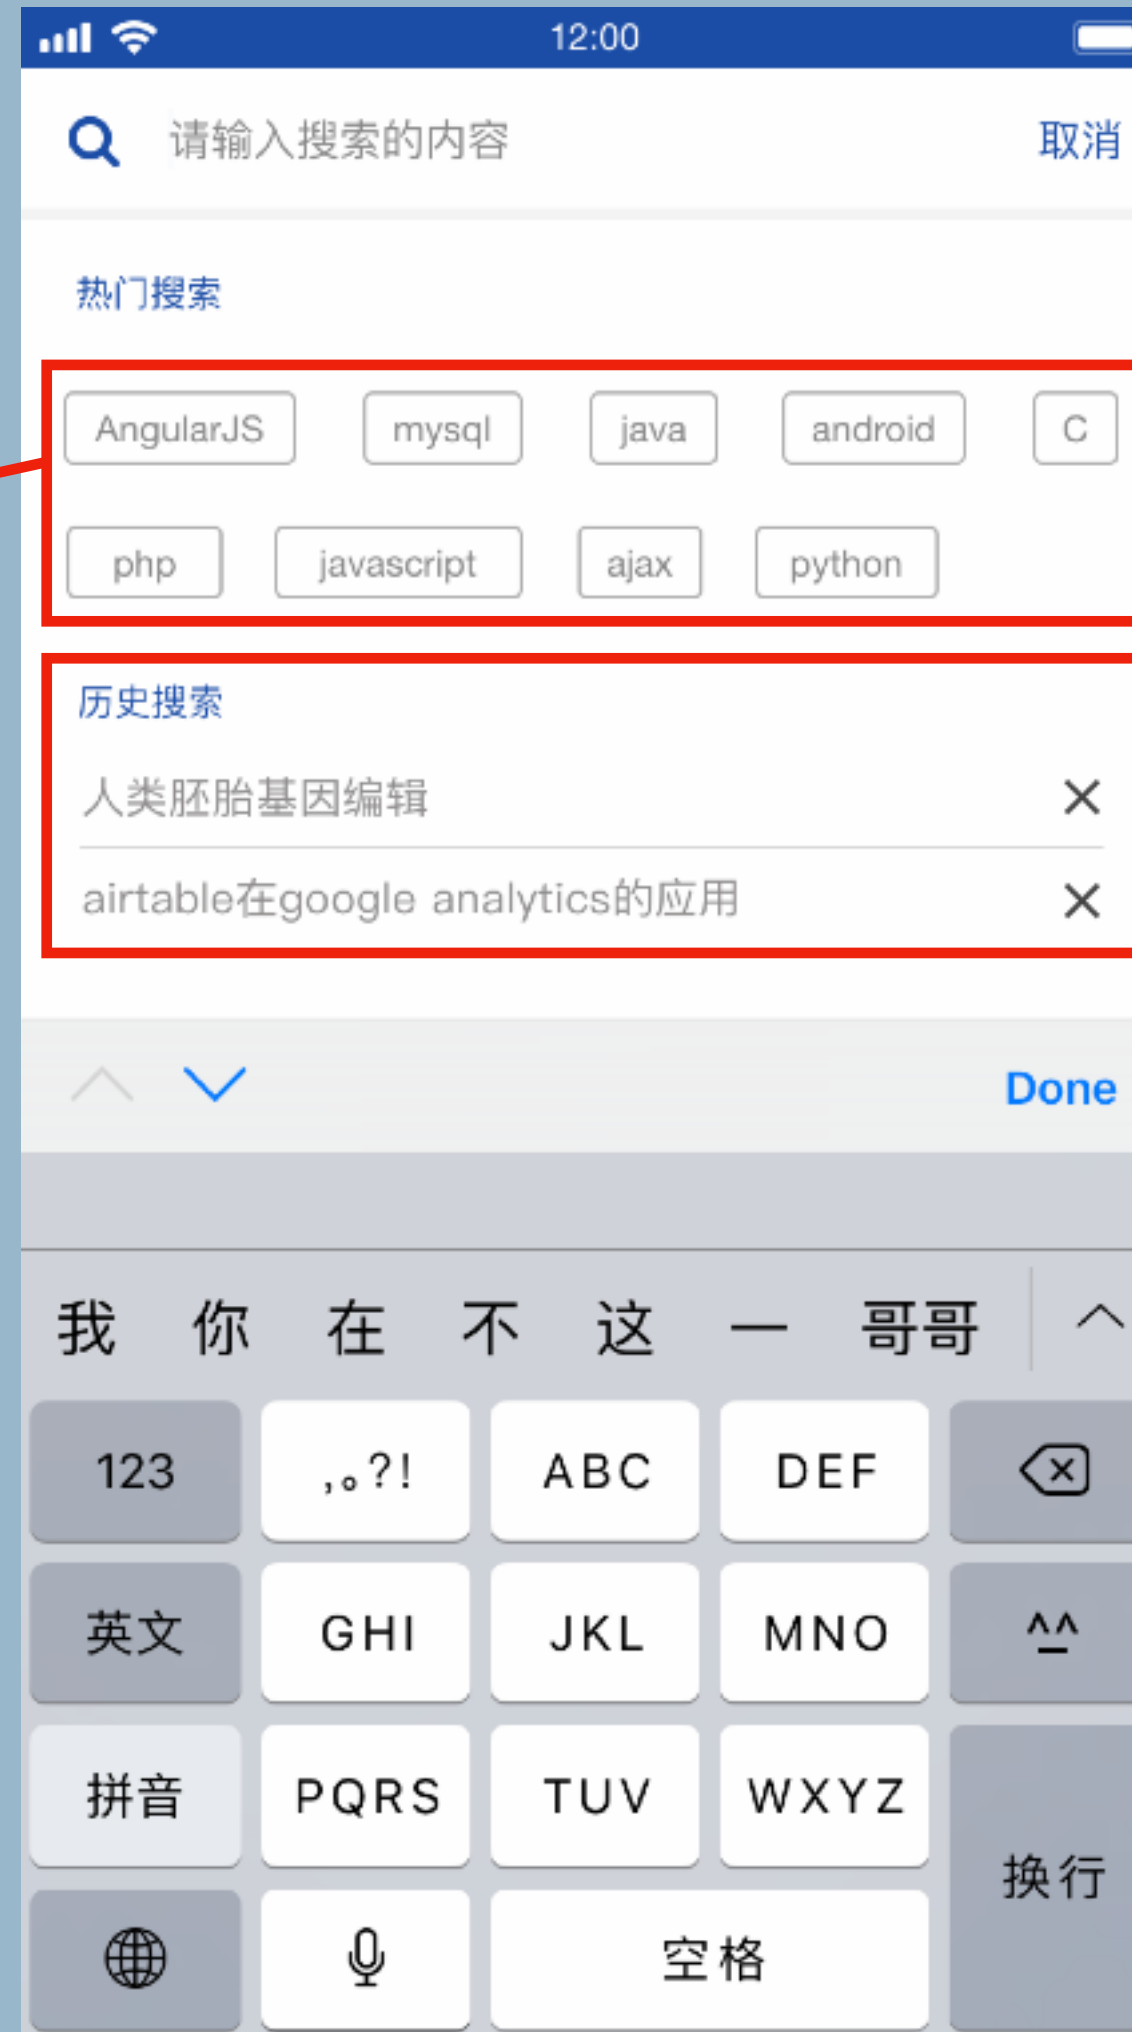 12:00
请输入搜索的内容 取消
热门搜索
AngularJS mysql java android C
php javascript ajax python
历史搜索
人类胚胎基因编辑
airtable在google analytics的应用
Done
我 你 在 不 这 一 哥哥
123 ,。?! ABC DEF
英文 GHI JKL MNO ^^
拼音 PQRS TUV WXYZ
换行
空格